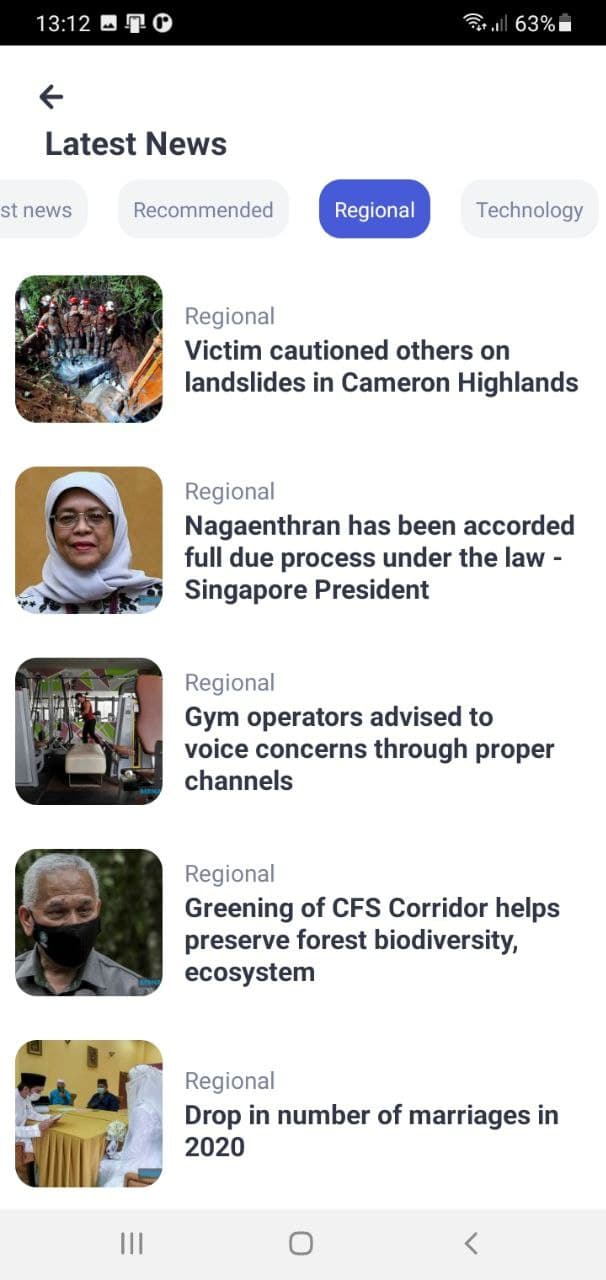 13:12
63%
Latest News
st news
Recommended
Regional
Technology
Regional
Victim cautioned others on
landslides in Cameron Highlands
Regional
Nagaenthran has been accorded
full due process under the law -
Singapore President
Regional
Gym operators advised to
voice concerns through proper
channels
Regional
Greening of CFS Corridor helps
preserve forest biodiversity,
ecosystem
Regional
Drop in number of marriages in
2020